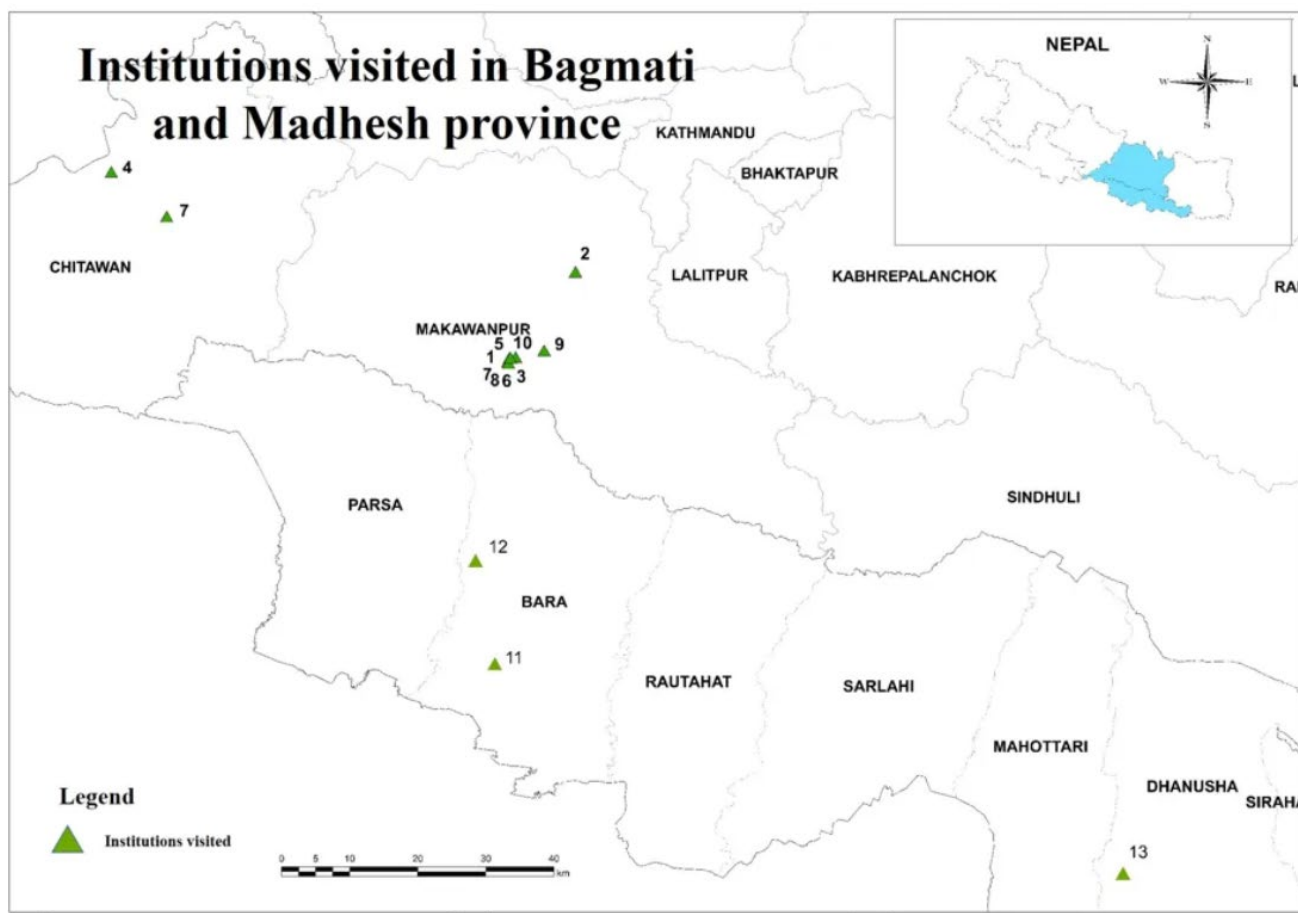 Institutions visited in Bagmati
and Madhesh province
NEPAL
N
W
E
S
KATHMANDU
BHAKTAPUR
4
7
CHITAWAN
2
LALITPUR
KABHREPALANCHOK
MAKAWANPUR
5 10 9
1
7 8 6 3
PARSA
SINDHULI
12
BARA
11
RAUTAHAT
SARLAHI
MAHOTTARI
DHANUSHA
SIRAHA
Legend
Institutions visited
0 5 10 20 30 40
km
13